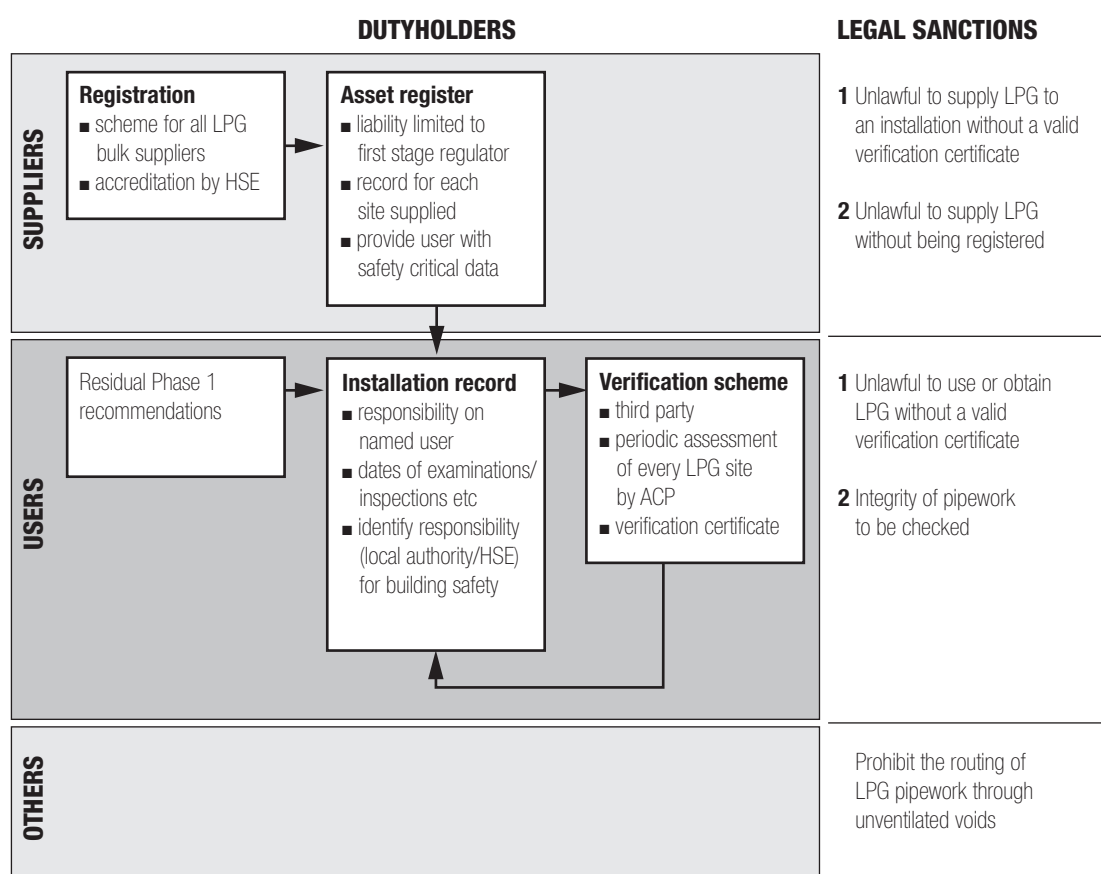 DUTYHOLDERS
LEGAL SANCTIONS
SUPPLIERS
Registration
■ scheme for all LPG
bulk suppliers
■ accreditation by HSE
Asset register
■ liability limited to
first stage regulator
■ record for each
site supplied
■ provide user with
safety critical data
1 Unlawful to supply LPG to
an installation without a valid
verification certificate
2 Unlawful to supply LPG
without being registered
USERS
Residual Phase 1
recommendations
Installation record
■ responsibility on
named user
■ dates of examinations/
inspections etc
■ identify responsibility
(local authority/HSE)
for building safety
Verification scheme
■ third party
■ periodic assessment
of every LPG site
by ACP
■ verification certificate
1 Unlawful to use or obtain
LPG without a valid
verification certificate
2 Integrity of pipework
to be checked
OTHERS
Prohibit the routing of
LPG pipework through
unventilated voids